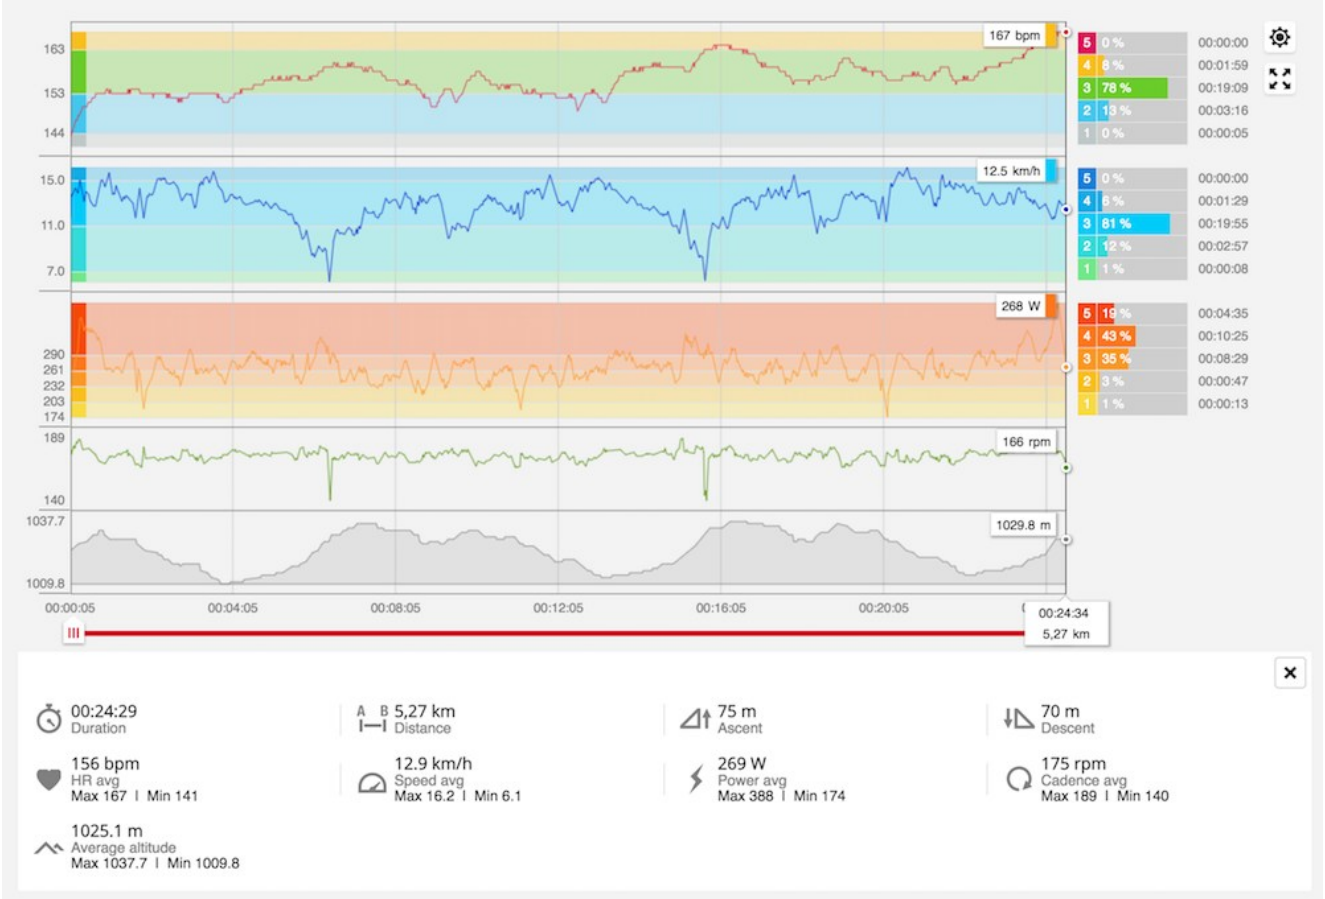 163
153
144
167 bpm
5 0 % 00:00:00
4 8 % 00:01:59
3 78 % 00:19:09
2 13 % 00:03:16
1 0 % 00:00:05
15.0
11.0
7.0
12.5 km/h
5 0 % 00:00:00
4 6 % 00:01:29
3 81 % 00:19:55
2 12 % 00:02:57
1 1 % 00:00:08
290
261
232
203
174
268 W
5 19 % 00:04:35
4 43 % 00:10:25
3 35 % 00:08:29
2 3 % 00:00:47
1 1 % 00:00:13
189
140
166 rpm
1037.7
1009.8
1029.8 m
00:00:05 00:04:05 00:08:05 00:12:05 00:16:05 00:20:05
00:24:34
5,27 km
00:24:29
Duration
A B 5,27 km
Distance
75 m
Ascent
70 m
Descent
156 bpm
HR avg
Max 167 | Min 141
12.9 km/h
Speed avg
Max 16.2 | Min 6.1
269 W
Power avg
Max 388 | Min 174
175 rpm
Cadence avg
Max 189 | Min 140
1025.1 m
Average altitude
Max 1037.7 | Min 1009.8